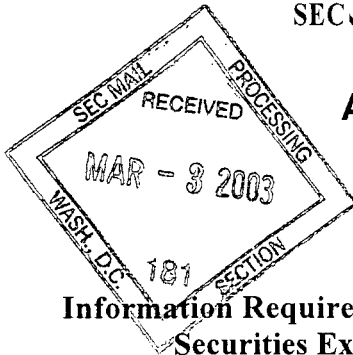 SEC
A
SEC MAIL
PROCESSING
RECEIVED
MAR - 3 2003
WASH., D.C.
181
SECTION
Information Require
Securities Ex